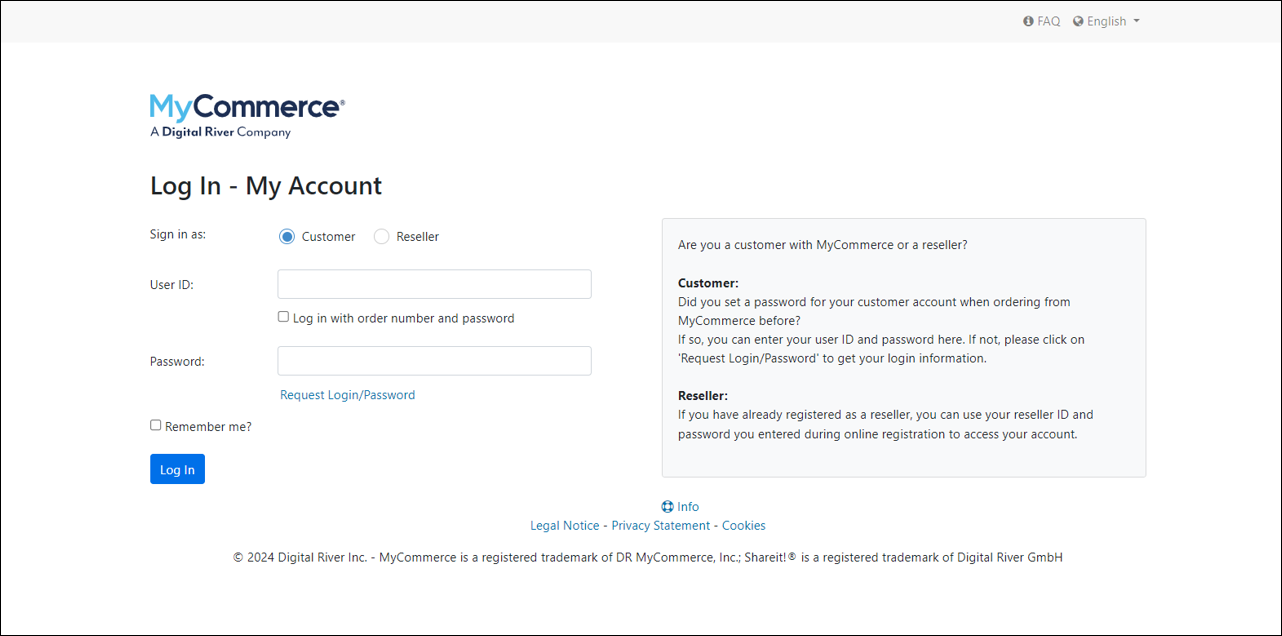 FAQ English
MyCommerce®
A Digital River Company
Log In - My Account
Sign in as:
Customer Reseller
User ID:
Log in with order number and password
Password:
Request Login/Password
Remember me?
Log In
Are you a customer with MyCommerce or a reseller?
Customer:
Did you set a password for your customer account when ordering from
MyCommerce before?
If so, you can enter your user ID and password here. If not, please click on
'Request Login/Password' to get your login information.
Reseller:
If you have already registered as a reseller, you can use your reseller ID and
password you entered during online registration to access your account.
Info
Legal Notice - Privacy Statement - Cookies
© 2024 Digital River Inc. - MyCommerce is a registered trademark of DR MyCommerce, Inc.; Shareit!® is a registered trademark of Digital River GmbH